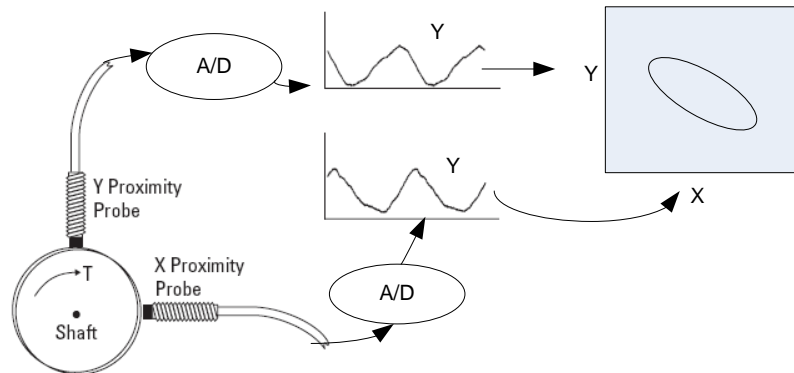 A/D
Y
Y
Y
X
Y Proximity
Probe
X Proximity
Probe
T
Shaft
A/D